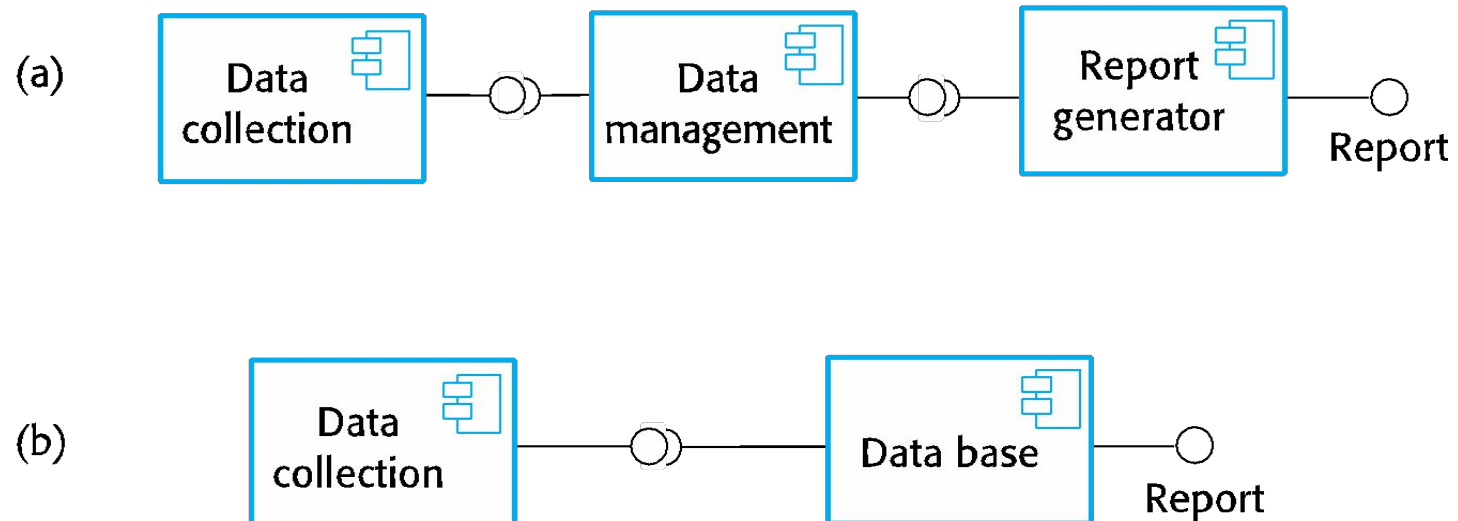 (a)
Data
collection
Data
management
Report
generator
Report
(b)
Data
collection
Data base
Report